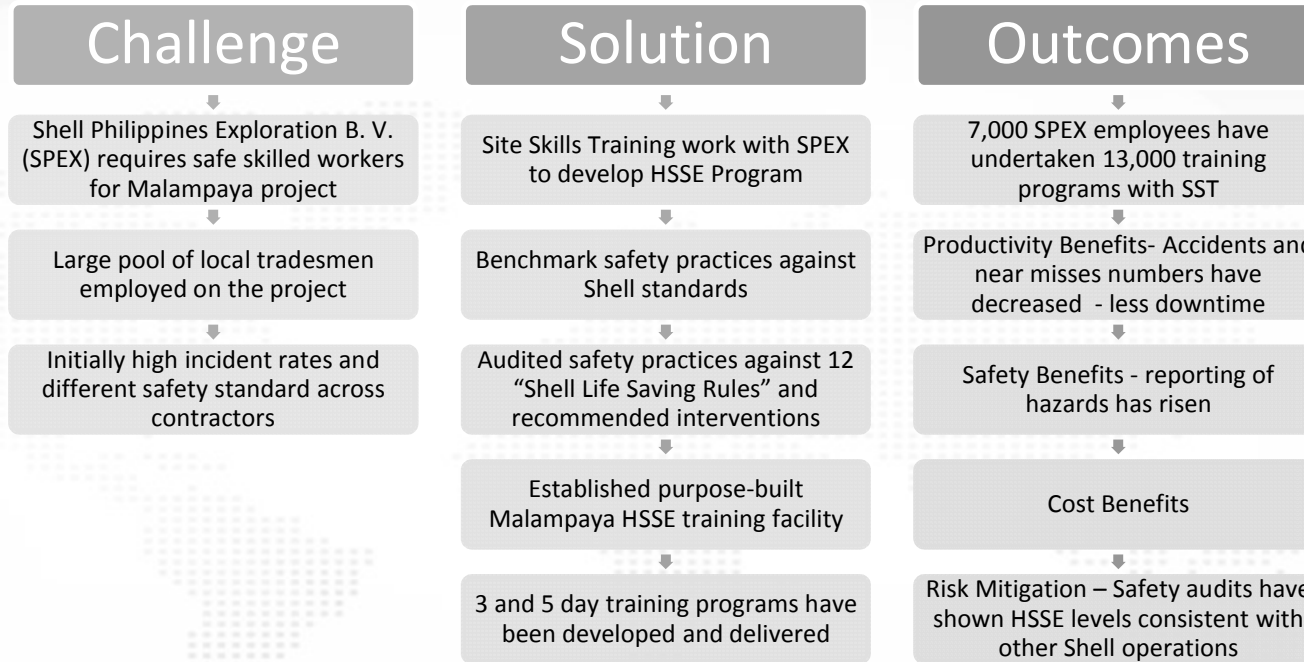 Challenge
Shell Philippines Exploration B. V.
(SPEX) requires safe skilled workers
for Malampaya project
Large pool of local tradesmen
employed on the project
Initially high incident rates and
different safety standard across
contractors
Solution
Site Skills Training work with SPEX
to develop HSSE Program
Benchmark safety practices against
Shell standards
Audited safety practices against 12
“Shell Life Saving Rules” and
recommended interventions
Established purpose-built
Malampaya HSSE training facility
3 and 5 day training programs have
been developed and delivered
Outcomes
7,000 SPEX employees have
undertaken 13,000 training
programs with SST
Productivity Benefits- Accidents and
near misses numbers have
decreased - less downtime
Safety Benefits - reporting of
hazards has risen
Cost Benefits
Risk Mitigation – Safety audits have
shown HSSE levels consistent with
other Shell operations